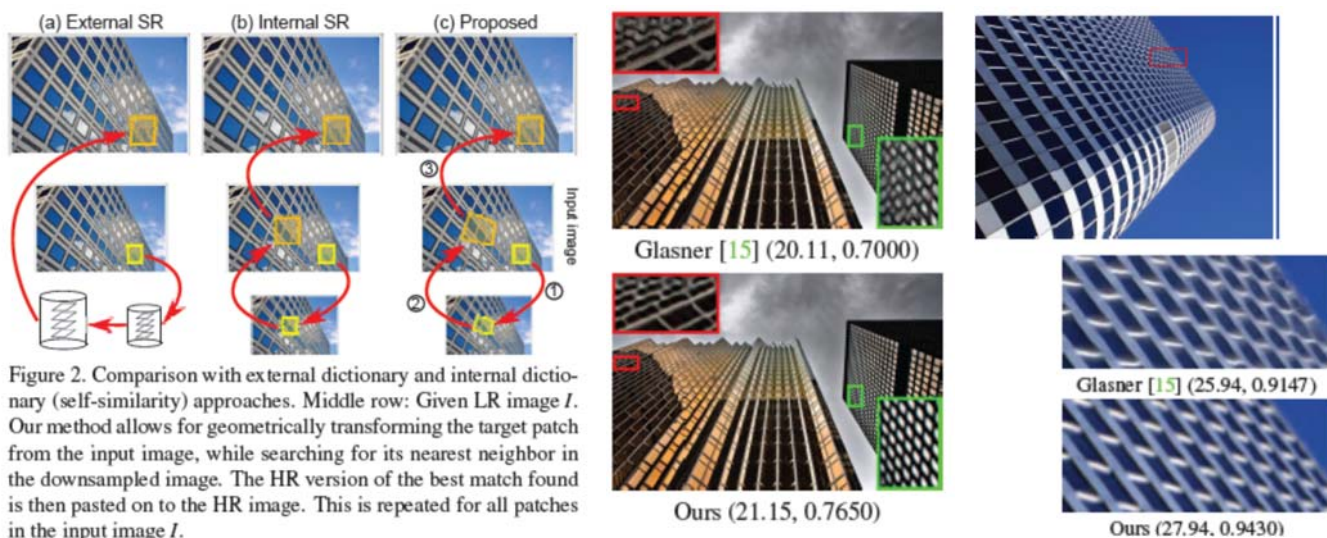 (a) External SR
(b) Internal SR
(c) Proposed
③
Input image
②
①
Figure 2. Comparison with external dictionary and internal dictio-
nary (self-similarity) approaches. Middle row: Given LR image I.
Our method allows for geometrically transforming the target patch
from the input image, while searching for its nearest neighbor in
the downsampled image. The HR version of the best match found
is then pasted on to the HR image. This is repeated for all patches
in the input image I.
Glasner [15] (20.11, 0.7000)
Ours (21.15, 0.7650)
Glasner [15] (25.94, 0.9147)
Ours (27.94, 0.9430)